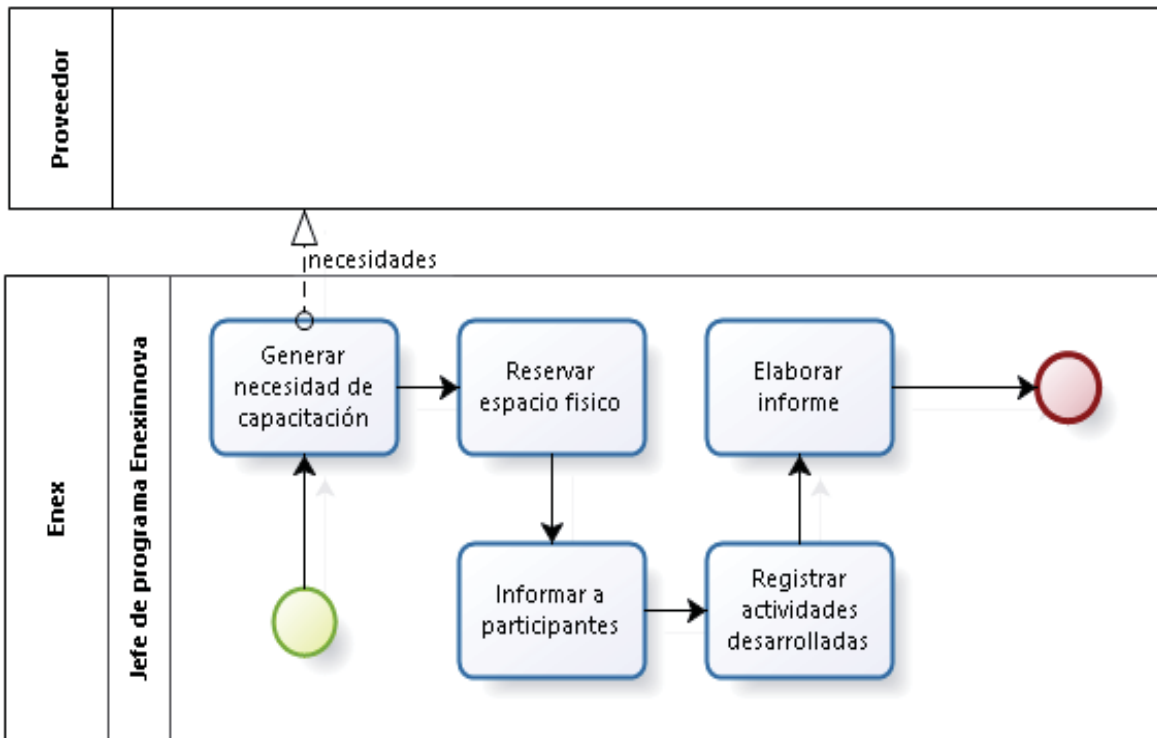 Proveedor
necesidades
Enex
Jefe de programa Enexinnova
Generar
necesidad de
capacitación
Reservar
espacio fisico
Informar a
participantes
Registrar
actividades
desarrolladas
Elaborar
informe